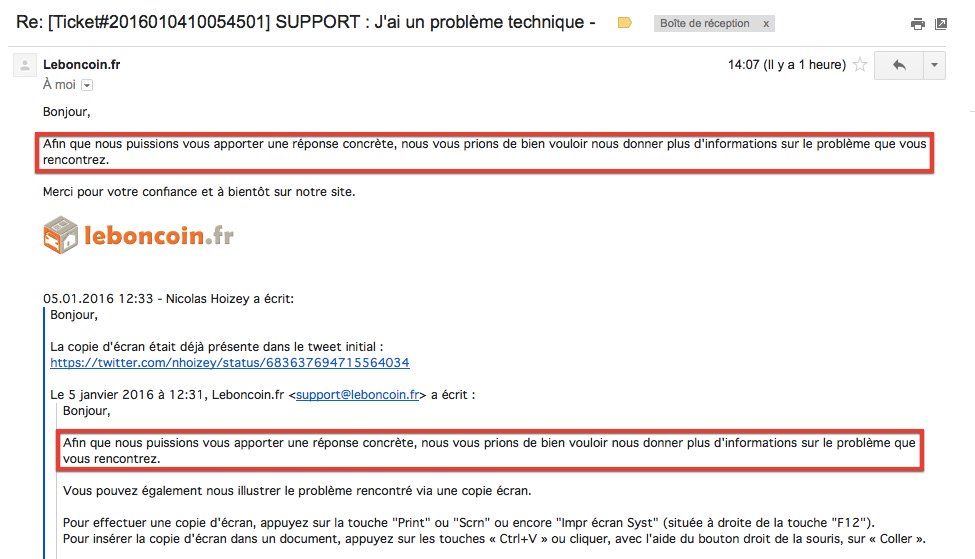 Re: [Ticket#2016010410054501] SUPPORT : J'ai un problème technique -
Boîte de réception x
Leboncoin.fr
14:07 (Il y a 1 heure)
À moi
Bonjour,
Afin que nous puissions vous apporter une réponse concrète, nous vous prions de bien vouloir nous donner plus d'informations sur le problème que vous
rencontrez.
Merci pour votre confiance et à bientôt sur notre site.
leboncoin.fr
05.01.2016 12:33 - Nicolas Hoizey a écrit:
Bonjour,
La copie d'écran était déjà présente dans le tweet initial :
https://twitter.com/nhoizey/status/683637694715564034
Le 5 janvier 2016 à 12:31, Leboncoin.fr <support@leboncoin.fr> a écrit :
Bonjour,
Afin que nous puissions vous apporter une réponse concrète, nous vous prions de bien vouloir nous donner plus d'informations sur le problème que
vous rencontrez.
Vous pouvez également nous illustrer le problème rencontré via une copie écran.
Pour effectuer une copie d'écran, appuyez sur la touche "Print" ou "Scrn" ou encore "Impr écran Syst" (située à droite de la touche "F12").
Pour insérer la copie d'écran dans un document, appuyez sur les touches « Ctrl+V » ou cliquer, avec l'aide du bouton droit de la souris, sur « Coller ».